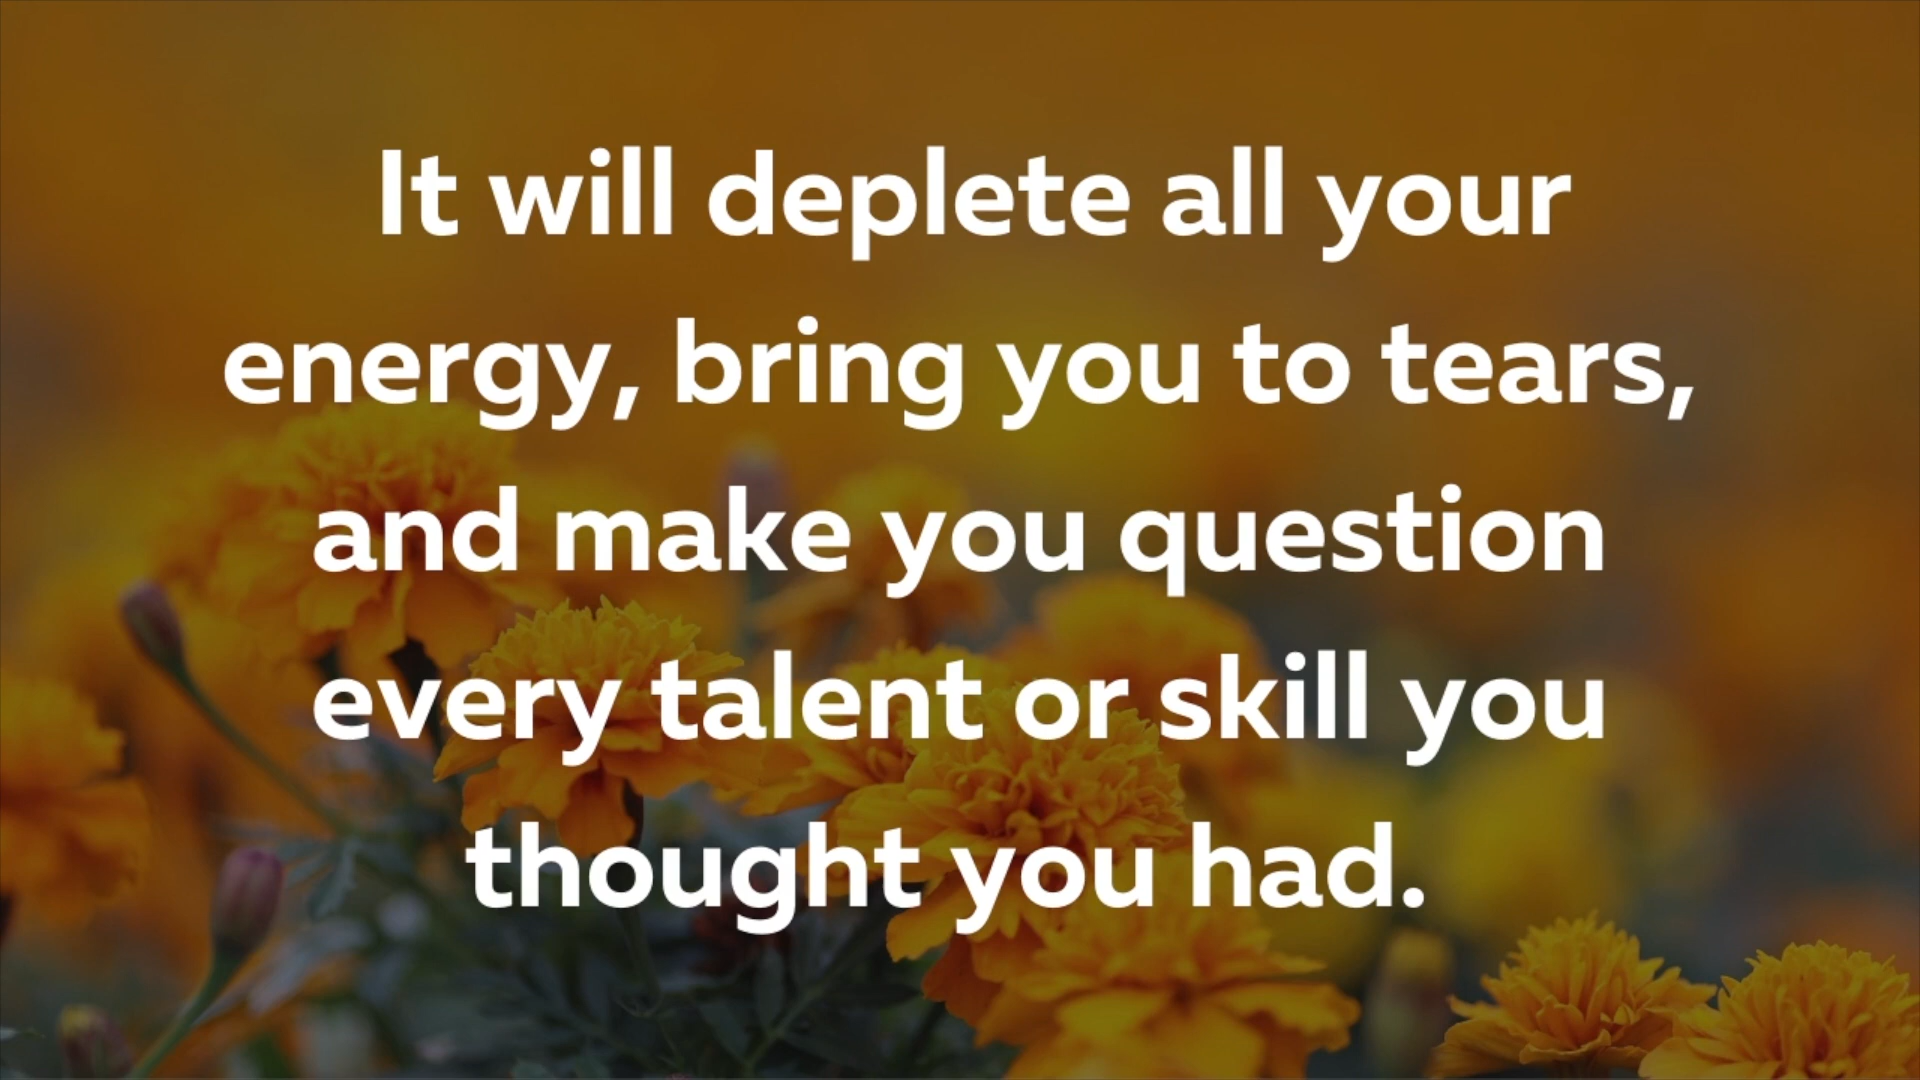 It will deplete all your
energy, bring you to tears,
and make you question
every talent or skill you
thought you had.